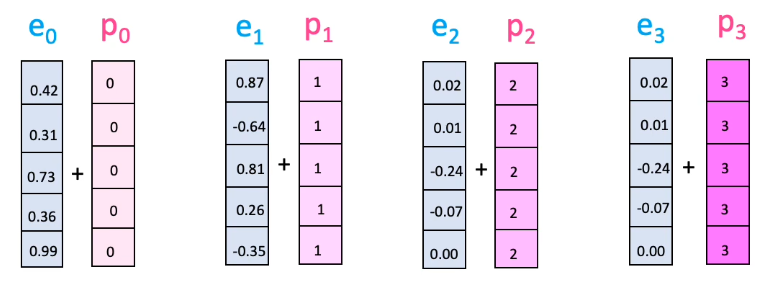 e0 p0 e1 p1 e2 p2 e3 p3
0.42 0 0.87 1 0.02 2 0.02 3
0.31 0 -0.64 1 0.01 2 0.01 3
0.73 + 0 0.81 + 1 -0.24 + 2 -0.24 + 3
0.36 0 0.26 1 -0.07 2 -0.07 3
0.99 0 -0.35 1 0.00 2 0.00 3